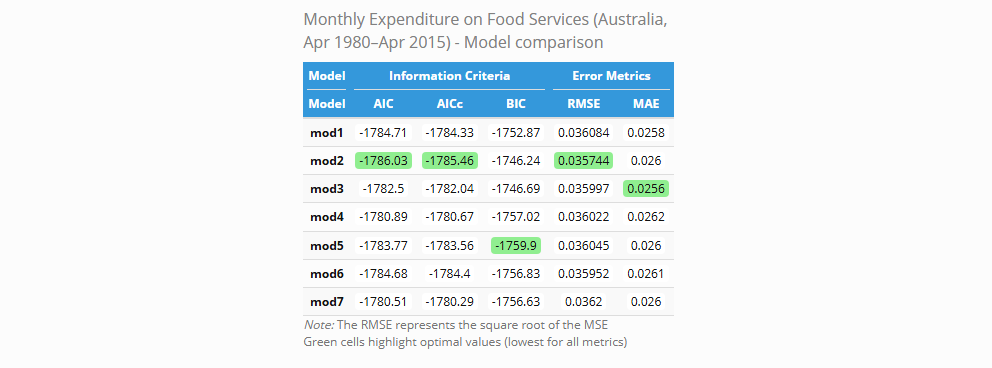 Monthly Expenditure on Food Services (Australia,
Apr 1980–Apr 2015) - Model comparison
Model Information Criteria Error Metrics
Model AIC AICc BIC RMSE MAE
mod1 -1784.71 -1784.33 -1752.87 0.036084 0.0258
mod2 -1786.03 -1785.46 -1746.24 0.035744 0.026
mod3 -1782.5 -1782.04 -1746.69 0.035997 0.0256
mod4 -1780.89 -1780.67 -1757.02 0.036022 0.0262
mod5 -1783.77 -1783.56 -1759.9 0.036045 0.026
mod6 -1784.68 -1784.4 -1756.83 0.035952 0.0261
mod7 -1780.51 -1780.29 -1756.63 0.0362 0.026
Note: The RMSE represents the square root of the MSE
Green cells highlight optimal values (lowest for all metrics)